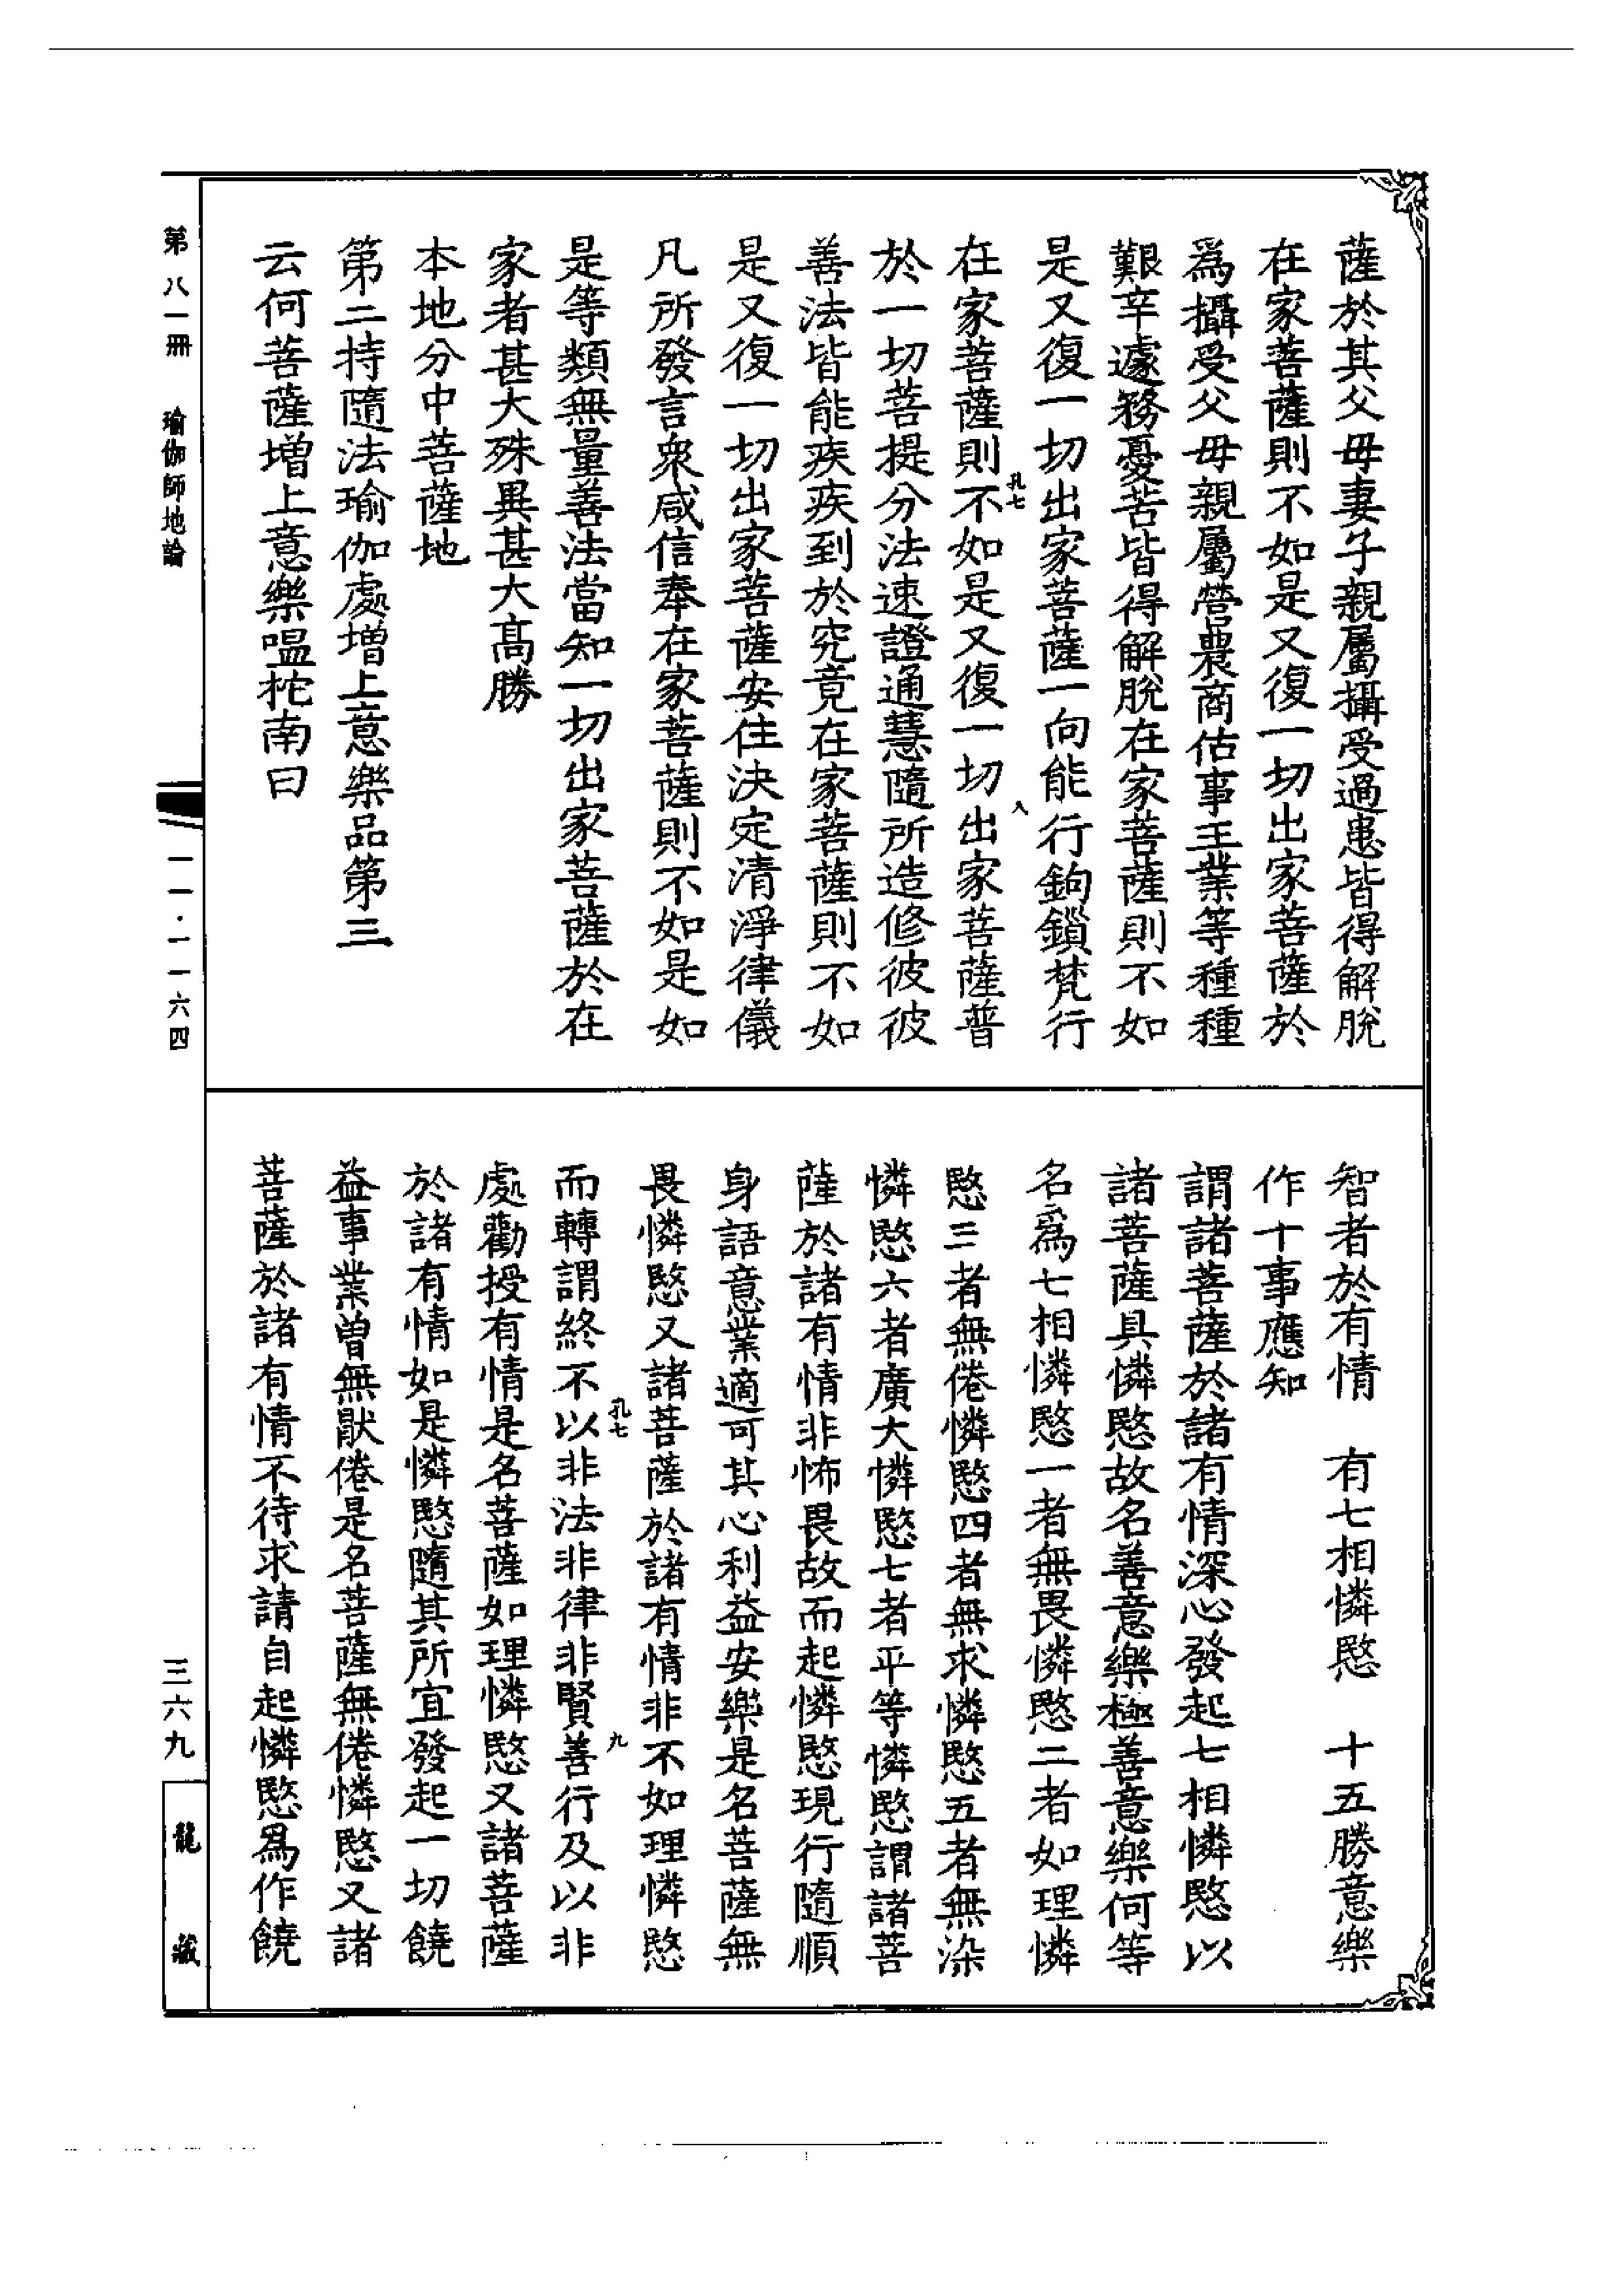 薩於其父母妻子親屬攝受過患皆得解脫
在家菩薩則不如是又復一切出家菩薩於
爲攝受父母親屬營農商估事王業等種種
艱辛遽務憂苦皆得解脫在家菩薩則不如
是又復一切出家菩薩一向能行鉤鎖梵行
孔七
八
在家菩薩則不如是又復一切出家菩薩普
於一切菩提分法速證通慧隨所造修彼彼
善法皆能疾疾到於究竟在家菩薩則不如
是又復一切出家菩薩安住決定清淨律儀
凡所發言衆咸信奉在家菩薩則不如是如
是等類無量善法當知一切出家菩薩於在
家者甚大殊異甚大高勝
本地分中菩薩地
第二持隨法瑜伽處增上意樂品第三
云何菩薩增上意樂嗢柁南曰
智者於有情 有七相憐愍 十五勝意樂
作十事應知
謂諸菩薩於諸有情深心發起七相憐愍以
諸菩薩具憐愍故名善意樂極善意樂何等
名爲七相憐愍一者無畏憐愍二者如理憐
愍三者無倦憐愍四者無求憐愍五者無染
憐愍六者廣大憐愍七者平等憐愍謂諸菩
薩於諸有情非怖畏故而起憐愍現行隨順
身語意業適可其心利益安樂是名菩薩無
畏憐愍又諸菩薩於諸有情非不如理憐愍
孔七
九
而轉謂終不以非法非律非賢善行及以非
處勸授有情是名菩薩如理憐愍又諸菩薩
於諸有情如是憐愍隨其所宜發起一切饒
益事業曾無猒倦是名菩薩無倦憐愍又諸
菩薩於諸有情不待求請自起憐愍爲作饒
第八一冊 瑜伽師地論
一一·一一六四
三六九
龍藏